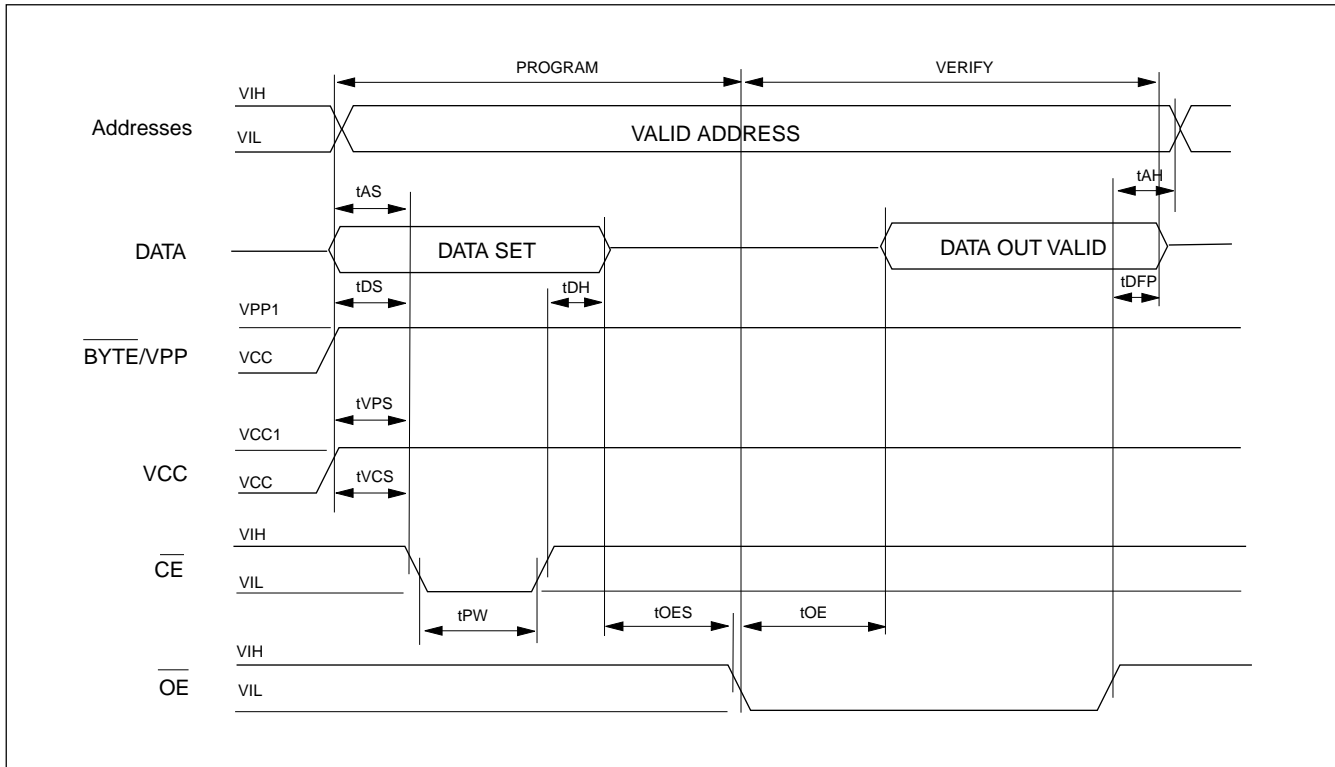 PROGRAM VERIFY
VIH
Addresses
VIL
VALID ADDRESS
tAS
tAH
DATA
DATA SET
DATA OUT VALID
tDS
tDH
tDFP
VPP1
BYTE/VPP
VCC
tVPS
VCC1
VCC
VCC
tVCS
VIH
CE
VIL
tPW
tOES
tOE
VIH
OE
VIL